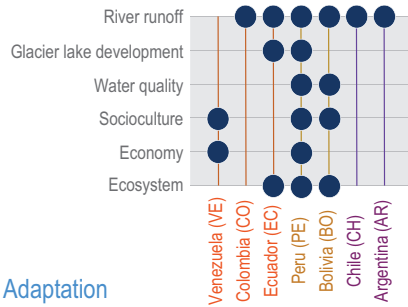 River runoff
Glacier lake development
Water quality
Socioculture
Economy
Ecosystem
Venezuela (VE)
Colombia (CO)
Ecuador (EC)
Peru (PE)
Bolivia (BO)
Chile (CH)
Argentina (AR)
Adaptation